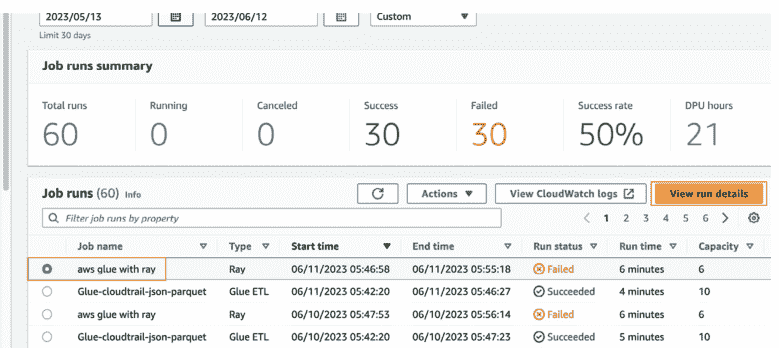 2023/05/13 2023/06/12 Custom
Limit 30 days
Job runs summary
Total runs Running Canceled Success Failed Success rate DPU hours
60 0 0 30 30 50% 21
Job runs (60) Info Actions View CloudWatch logs View run details
Filter job runs by property 1 2 3 4 5 6
Job name Type Start time End time Run status Run time Capacity
aws glue with ray Ray 06/11/2023 05:46:58 06/11/2023 05:55:18 Failed 6 minutes 6
Glue-cloudtrail-json-parquet Glue ETL 06/11/2023 05:42:20 06/11/2023 05:46:27 Succeeded 4 minutes 10
aws glue with ray Ray 06/10/2023 05:47:53 06/10/2023 05:56:14 Failed 6 minutes 6
Glue-cloudtrail-json-parquet Glue ETL 06/10/2023 05:42:20 06/10/2023 05:47:23 Succeeded 5 minutes 10